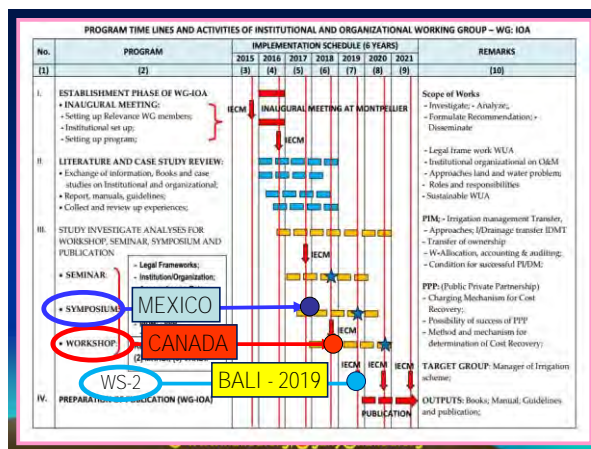 PROGRAM TIME LINES AND ACTIVITIES OF INSTITUTIONAL AND ORGANIZATIONAL WORKING GROUP – WG: IOA
No. PROGRAM IMPLEMENTATION SCHEDULE (6 YEARS) REMARKS
2015 2016 2017 2018 2019 2020 2021
(1) (2) (3) (4) (5) (6) (7) (8) (9) (10)
I. ESTABLISHMENT PHASE OF WG-IOA
• INAUGURAL MEETING:
- Setting up Relevance WG members;
- Institutional set up;
- Setting up program;
IECM
INAUGURAL MEETING AT MONTPELLIER
IECM
II. LITERATURE AND CASE STUDY REVIEW:
• Exchange of information, Books and case
studies on Institutional and organizational;
• Report, manuals, guidelines;
• Collect and review up experiences;
III. STUDY INVESTIGATE ANALYSES FOR
WORKSHOP, SEMINAR, SYMPOSIUM AND
PUBLICATION
IECM
• SEMINAR:
- Legal Frameworks;
- Institution/Organization;
• SYMPOSIUM:
MEXICO
IECM
• WORKSHOP:
CANADA
WS-2
BALI - 2019
IECM
IECM
IECM
IV. PREPARATION OF PUBLICATION (WG-IOA)
PUBLICATION
Scope of Works
- Investigate; - Analyze,
- Formulate Recommendation; -
Disseminate
- Legal frame work WUA
- Institutional organizational on O&M
- Approaches land and water problem;
- Roles and responsibilities
- Sustainable WUA
PIM; - Irrigation management Transfer,
- Approaches; I/Drainage transfer IDMT
- Transfer of ownership
- W-Allocation, accounting & auditing;
- Condition for successful PI/DM:
PPP: (Public Private Partnership)
- Charging Mechanism for Cost
Recovery;
- Possibility of success of PPP
- Method and mechanism for
determination of Cost Recovery;
TARGET GROUP: Manager of Irrigation
scheme;
OUTPUTS: Books; Manual, Guidelines
and publication;